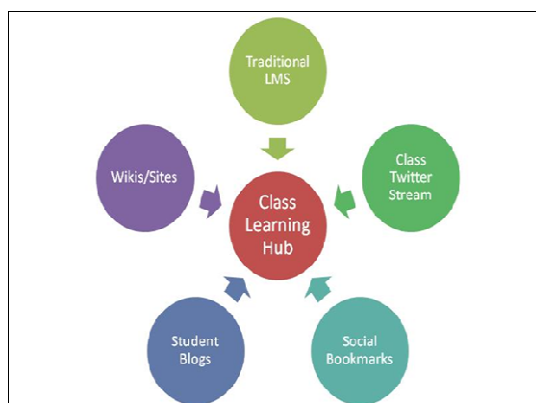 Traditional
LMS
Wikis/Sites
Class
Twitter
Stream
Class
Learning
Hub
Student
Blogs
Social
Bookmarks